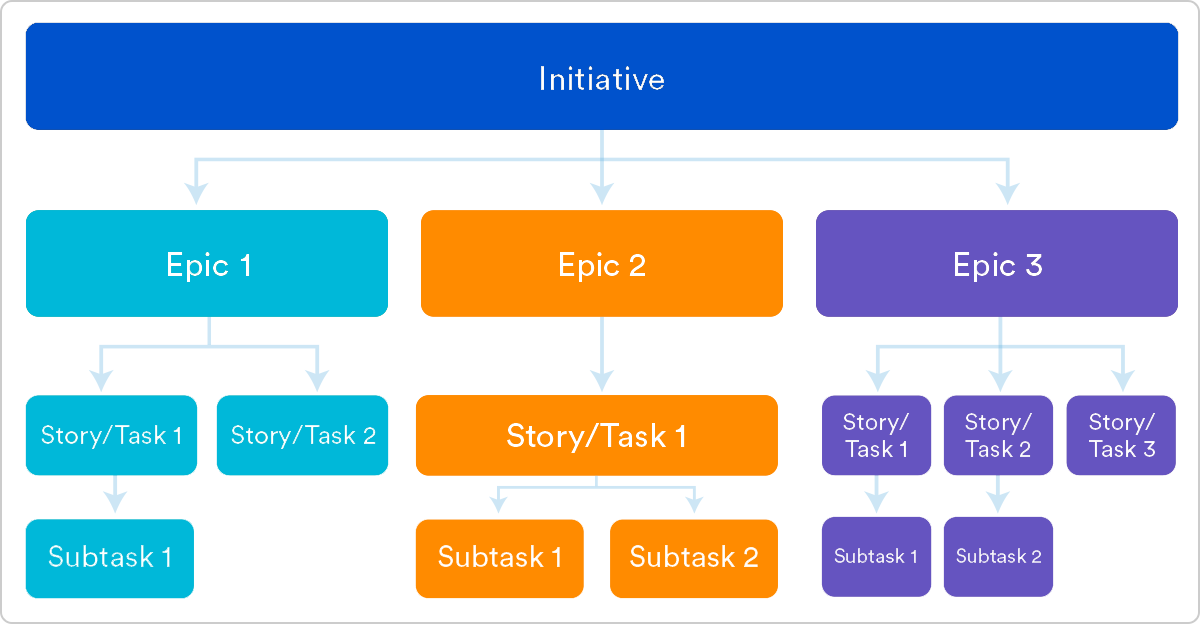 Initiative
Epic 1
Epic 2
Epic 3
Story/Task 1
Story/Task 2
Story/Task 1
Story/
Task 1
Story/
Task 2
Story/
Task 3
Subtask 1
Subtask 1
Subtask 2
Subtask 1
Subtask 2